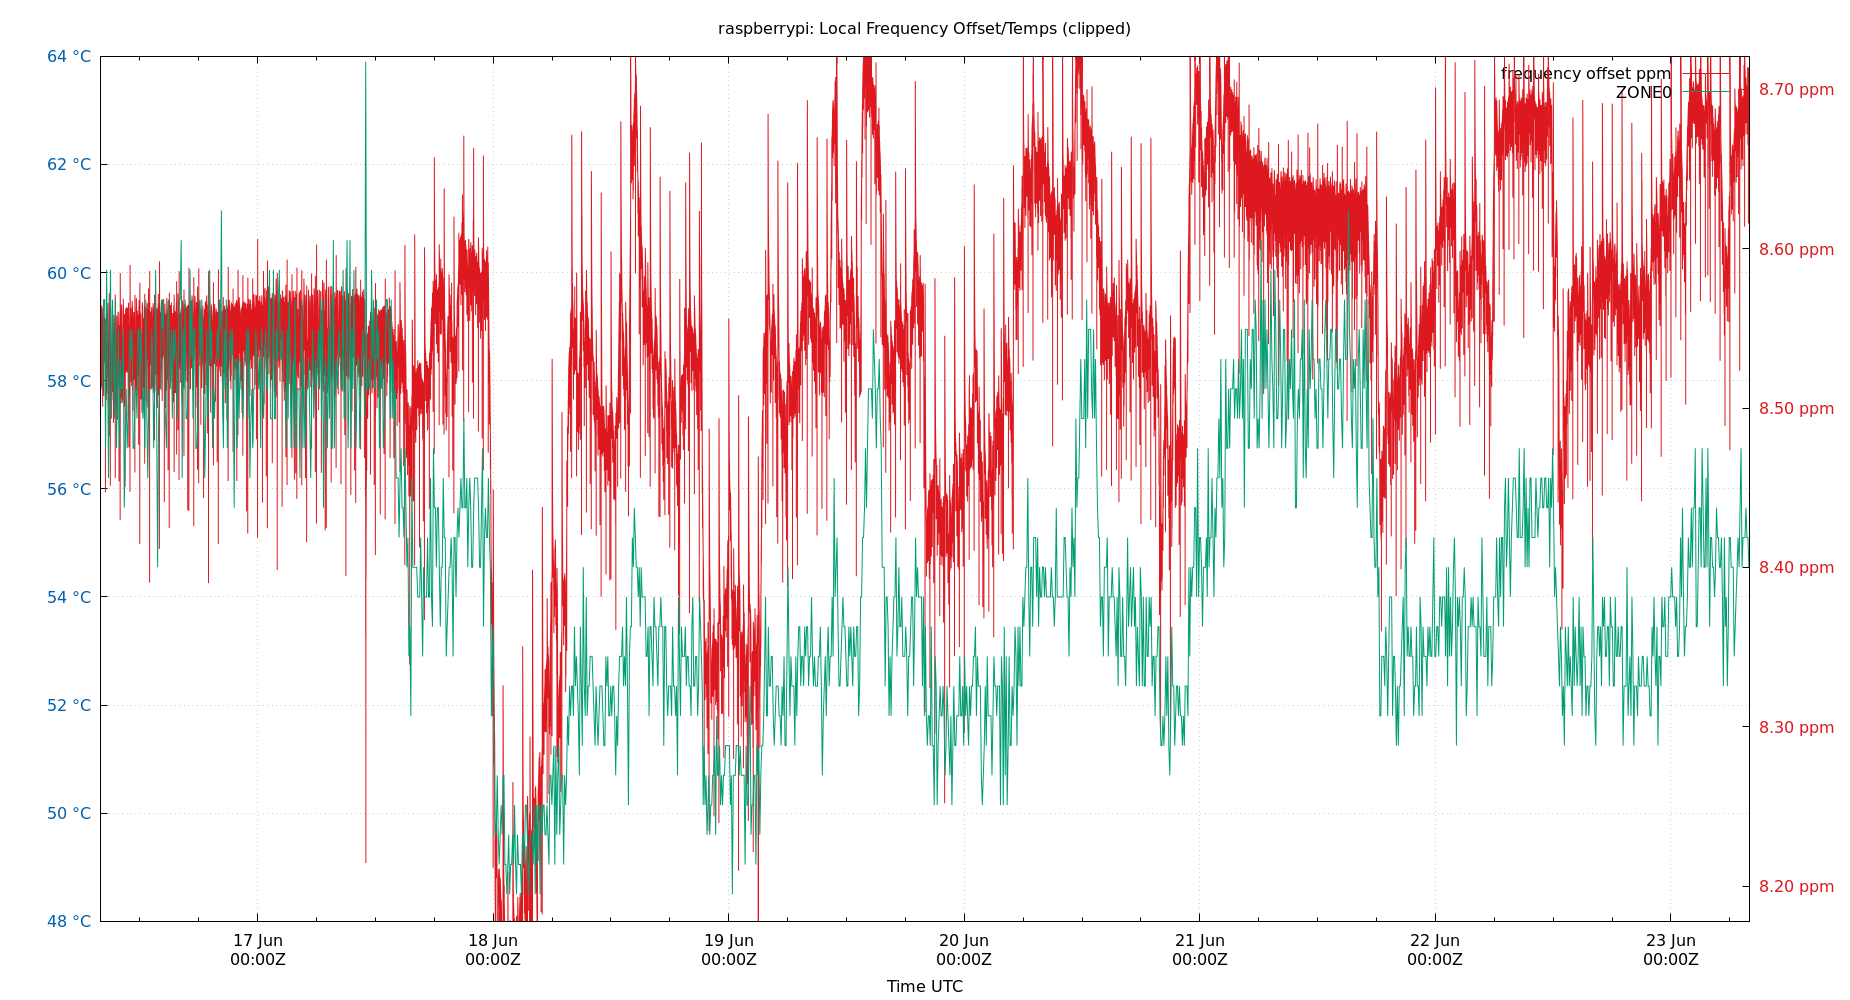 raspberrypi: Local Frequency Offset/Temps (clipped)
64 °C
62 °C
60 °C
58 °C
56 °C
54 °C
52 °C
50 °C
48 °C
frequency offset ppm
ZONE0
8.70 ppm
8.60 ppm
8.50 ppm
8.40 ppm
8.30 ppm
8.20 ppm
17 Jun 18 Jun 19 Jun 20 Jun 21 Jun 22 Jun 23 Jun
00:00Z 00:00Z 00:00Z 00:00Z 00:00Z 00:00Z 00:00Z
Time UTC